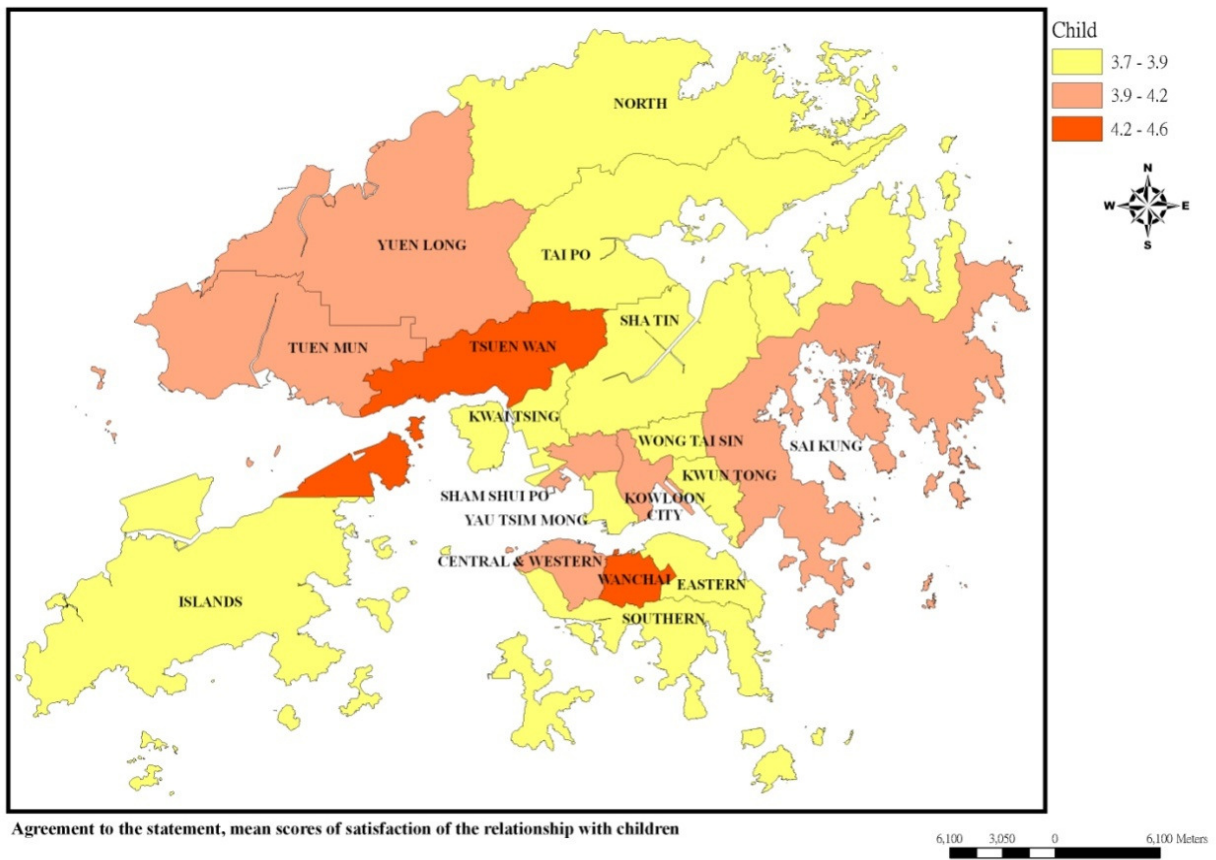 Child
3.7 - 3.9
3.9 - 4.2
4.2 - 4.6
N
W E
S
NORTH
YUEN LONG
TAI PO
SHA TIN
TUEN MUN
TSUEN WAN
KWAI TSING
WONG TAI SIN
SAI KUNG
KWUN TONG
SHAM SHUI PO
KOWLOON
CITY
YAU TSIM MONG
CENTRAL & WESTERN
WANCHAI
EASTERN
ISLANDS
SOUTHERN
Agreement to the statement, mean scores of satisfaction of the relationship with children
6,100 3,050 0 6,100 Meters